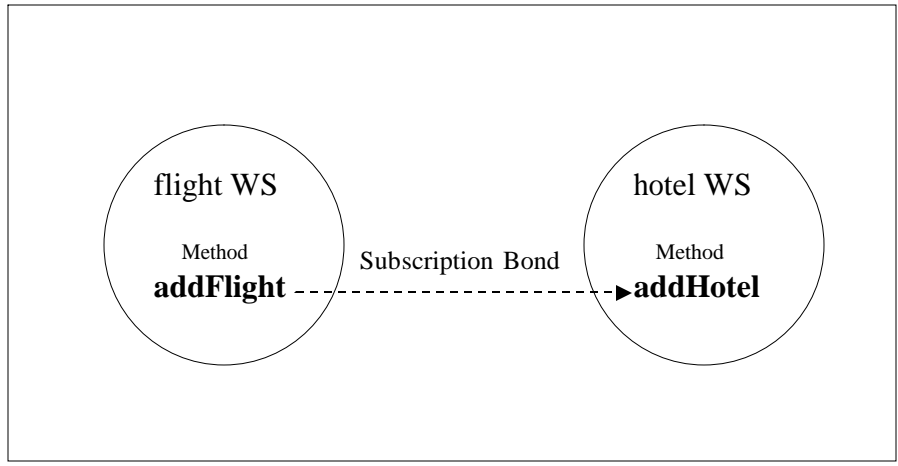 flight WS
hotel WS
Method
Method
Subscription Bond
addFlight
addHotel